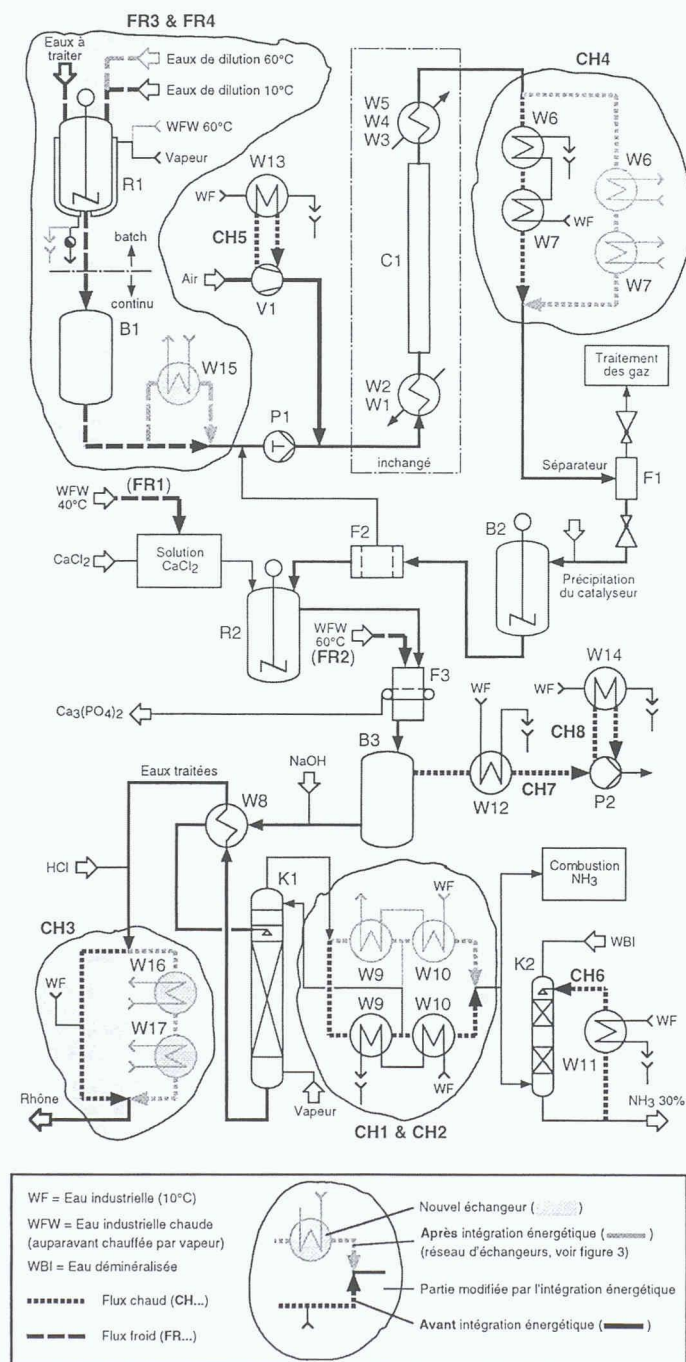 FR3 & FR4
Eaux à
traiter
Eaux de dilution 60°C
Eaux de dilution 10°C
WFW 60°C
Vapeur
R1
batch
continu
B1
W15
W13
WF
CH5
Air
V1
P1
W5
W4
W3
C1
W2
W1
inchangé
CH4
W6
W6
W7
WF
W7
Traitement
des gaz
Séparateur
F1
WFW
40°C
(FR1)
CaCl2
Solution
CaCl2
R2
F2
B2
Précipitation
du catalyseur
WFW
60°C
(FR2)
F3
Ca3(PO4)2
W14
WF
CH8
P2
B3
WF
W12
CH7
NaOH
Eaux traitées
W8
HCl
K1
CH3
WF
W16
W17
Rhône
Vapeur
WF
W9
W10
W9
W10
WF
CH1 & CH2
Combustion
NH3
K2
WBI
CH6
WF
W11
NH3 30%
WF = Eau industrielle (10°C)
WFW = Eau industrielle chaude
(auparavant chauffée par vapeur)
WBI = Eau déminéralisée
Flux chaud (CH...)
Flux froid (FR...)
Nouvel échangeur ( )
Après intégration énergétique ( )
(réseau d'échangeurs, voir figure 3)
Partie modifiée par l'intégration énergétique
Avant intégration énergétique ( )